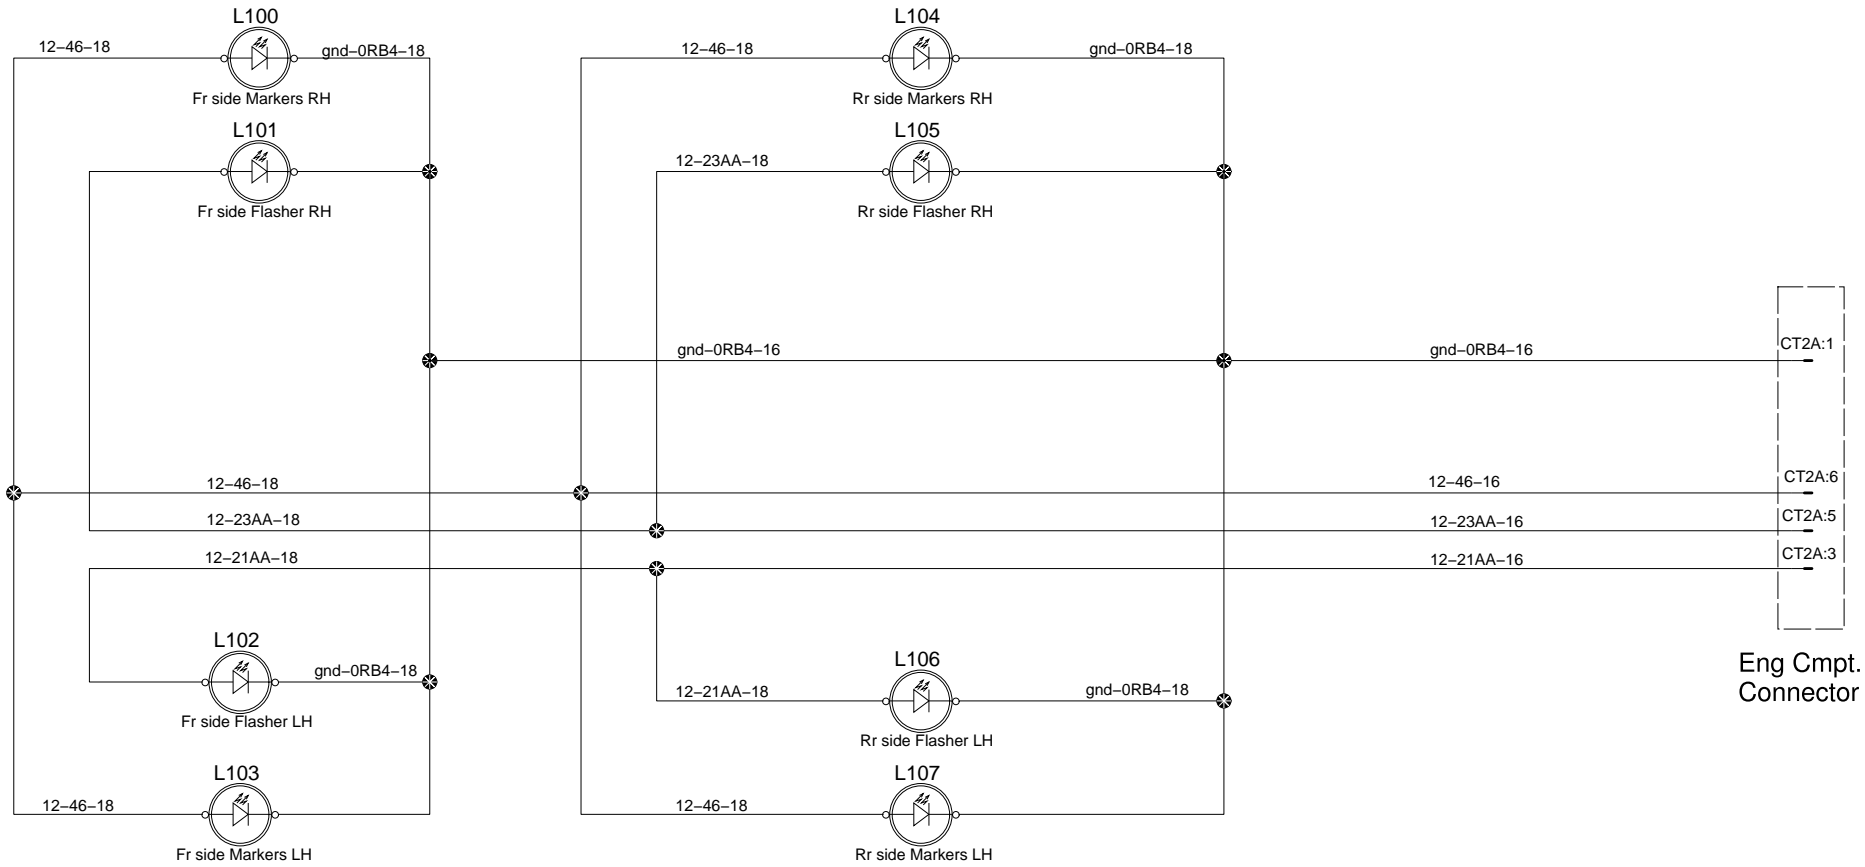 L100
12–46–18
gnd–0RB4–18
Fr side Markers RH
L104
12–46–18
gnd–0RB4–18
Rr side Markers RH
L101
Fr side Flasher RH
L105
12–23AA–18
Rr side Flasher RH
gnd–0RB4–16
gnd–0RB4–16
CT2A:1
12–46–18
12–46–16
CT2A:6
12–23AA–18
12–23AA–16
CT2A:5
12–21AA–18
12–21AA–16
CT2A:3
Eng Cmpt.
Connector
L102
gnd–0RB4–18
Fr side Flasher LH
L106
12–21AA–18
gnd–0RB4–18
Rr side Flasher LH
L103
12–46–18
Fr side Markers LH
L107
12–46–18
Rr side Markers LH